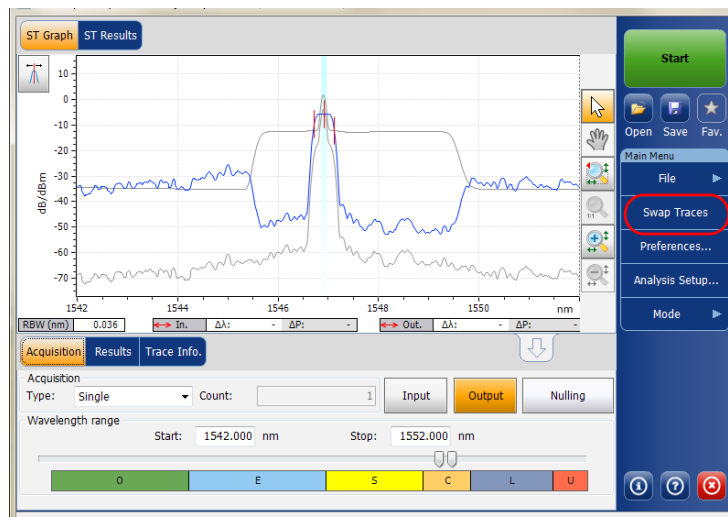 ST Graph ST Results
Start
Open Save Fav.
Main Menu
File
Swap Traces
Preferences...
Analysis Setup...
Mode
dB/dBm
10
0
-10
-20
-30
-40
-50
-60
-70
1542 1544 1546 1548 1550 nm
1:1
RBW (nm) 0.036 In. Δλ: - ΔP: - Out. Δλ: - ΔP: -
Acquisition Results Trace Info.
Acquisition
Type: Single Count: 1 Input Output Nulling
Wavelength range
Start: 1542.000 nm Stop: 1552.000 nm
O E S C L U